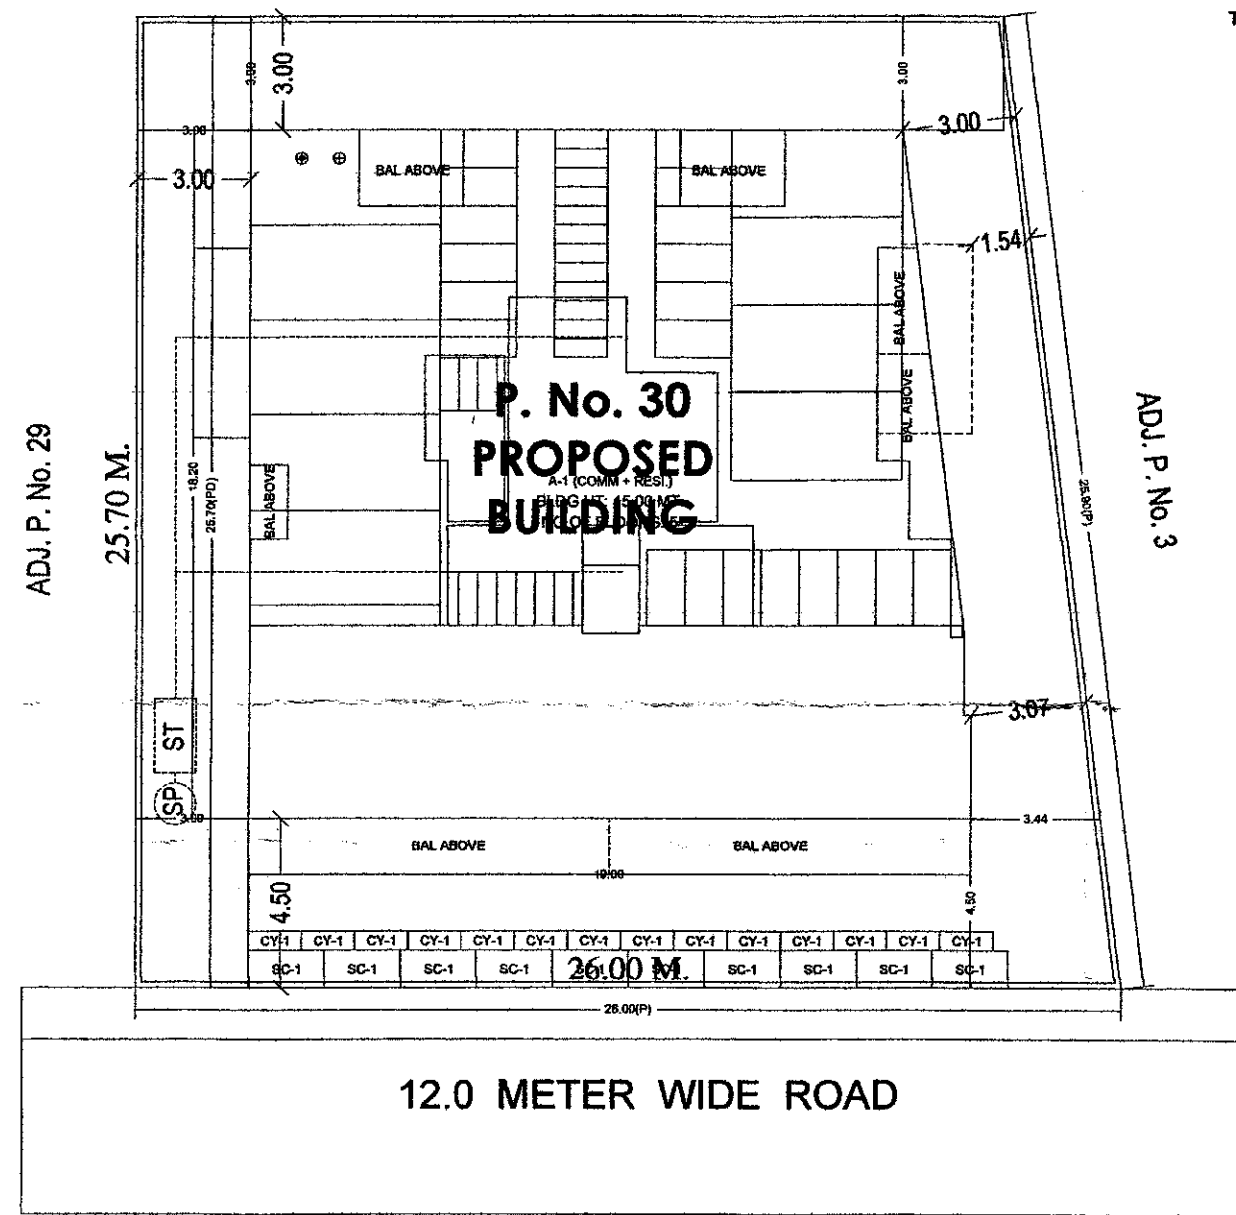 3.00
3.00
3.00
3.00
3.00
3.00
BAL ABOVE
BAL ABOVE
1.54
BAL ABOVE
BAL ABOVE
BAL ABOVE
ADJ. P. No. 29
25.70 M.
18.20
25.70(PD)
P. No. 30
PROPOSED
A-1 (COMM + RESI.)
BUILDING
ADJ. P. No. 3
25.90(P)
3.07
ST
SP
3.00
3.44
BAL ABOVE
BAL ABOVE
19.00
4.50
4.50
CY-1 CY-1 CY-1 CY-1 CY-1 CY-1 CY-1 CY-1 CY-1 CY-1 CY-1 CY-1 CY-1 CY-1
SC-1 SC-1 SC-1 SC-1 SC-1 SC-1 SC-1 SC-1
26.00 M.
26.00(P)
12.0 METER WIDE ROAD